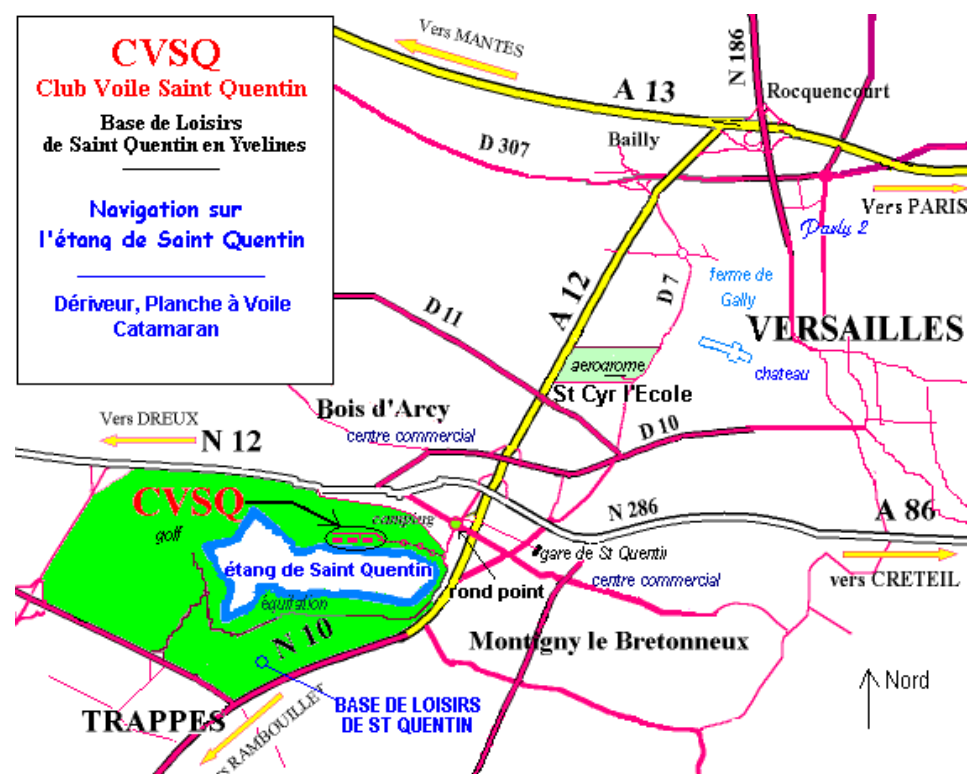 CVSQ
Club Voile Saint Quentin
Base de Loisirs
de Saint Quentin en Yvelines
Navigation sur
l'étang de Saint Quentin
Dériveur, Planche à Voile
Catamaran
Vers MANTES
A 13
N 186
Rocquencourt
D 307
Bailly
Vers PARIS
Parly 2
A 12
D 7
ferme de
Gally
D 11
VERSAILLES
aerodrome
chateau
St Cyr l'Ecole
Bois d'Arcy
centre commercial
D 10
Vers DREUX
N 12
CVSQ
camping
golf
N 286
A 86
gare de St Quentin
étang de Saint Quentin
centre commercial
vers CRETEIL
rond point
équitation
N 10
Montigny le Bretonneux
Nord
TRAPPES
BASE DE LOISIRS
DE ST QUENTIN
RAMBOUILLET